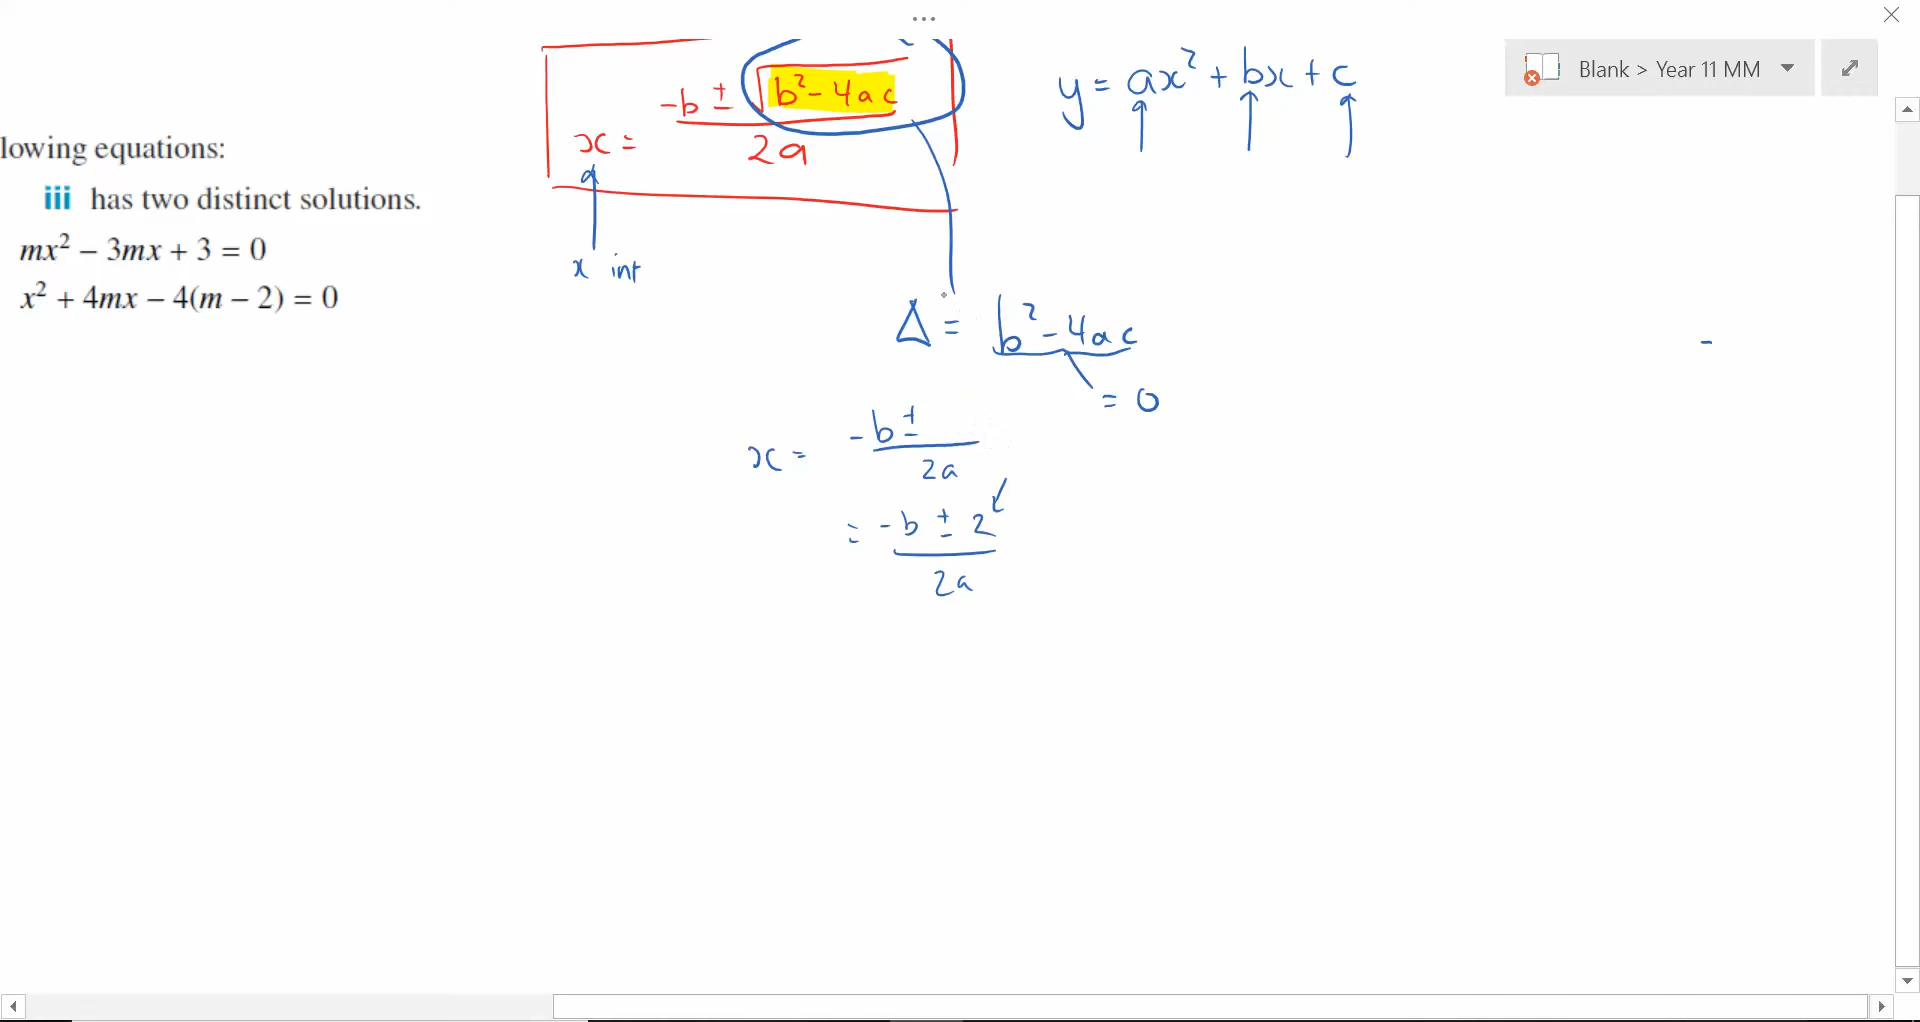 Blank > Year 11 MM
lowing equations:
iii has two distinct solutions.
mx² − 3mx + 3 = 0
x² + 4mx − 4(m − 2) = 0
x = (-b ± √(b² - 4ac)) / 2a
x int
y = ax² + bx + c
Δ = b² - 4ac
= 0
x = (-b ±) / 2a
= (-b ± 2) / 2a
-